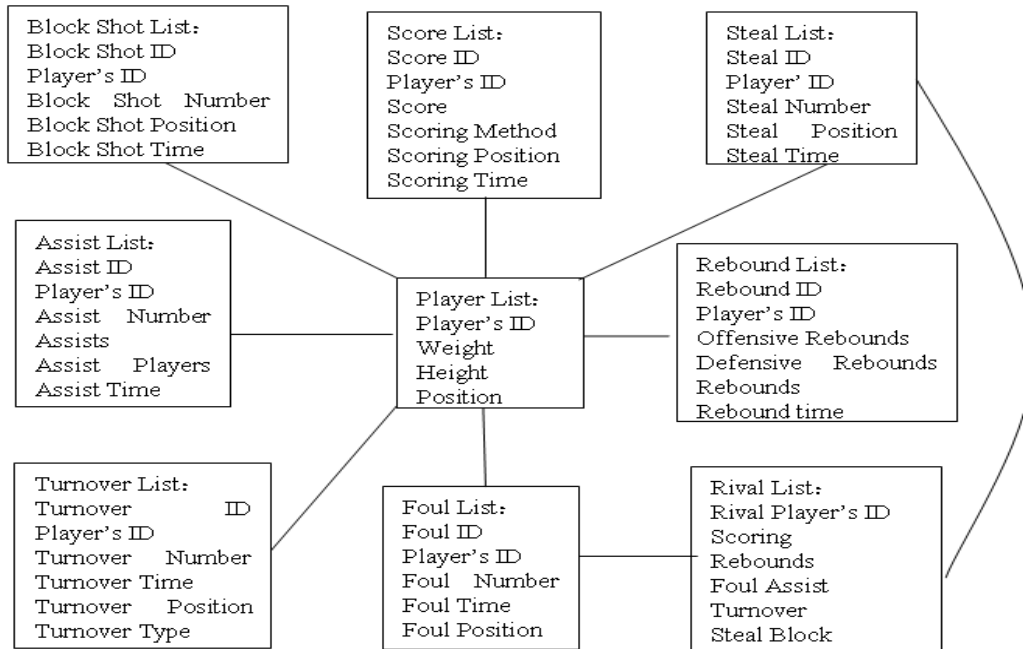 Block Shot List:
Block Shot ID
Player's ID
Block Shot Number
Block Shot Position
Block Shot Time
Score List:
Score ID
Player's ID
Score
Scoring Method
Scoring Position
Scoring Time
Steal List:
Steal ID
Player' ID
Steal Number
Steal Position
Steal Time
Assist List:
Assist ID
Player's ID
Assist Number
Assists
Assist Players
Assist Time
Player List:
Player's ID
Weight
Height
Position
Rebound List:
Rebound ID
Player's ID
Offensive Rebounds
Defensive Rebounds
Rebounds
Rebound time
Turnover List:
Turnover ID
Player's ID
Turnover Number
Turnover Time
Turnover Position
Turnover Type
Foul List:
Foul ID
Player's ID
Foul Number
Foul Time
Foul Position
Rival List:
Rival Player's ID
Scoring
Rebounds
Foul Assist
Turnover
Steal Block